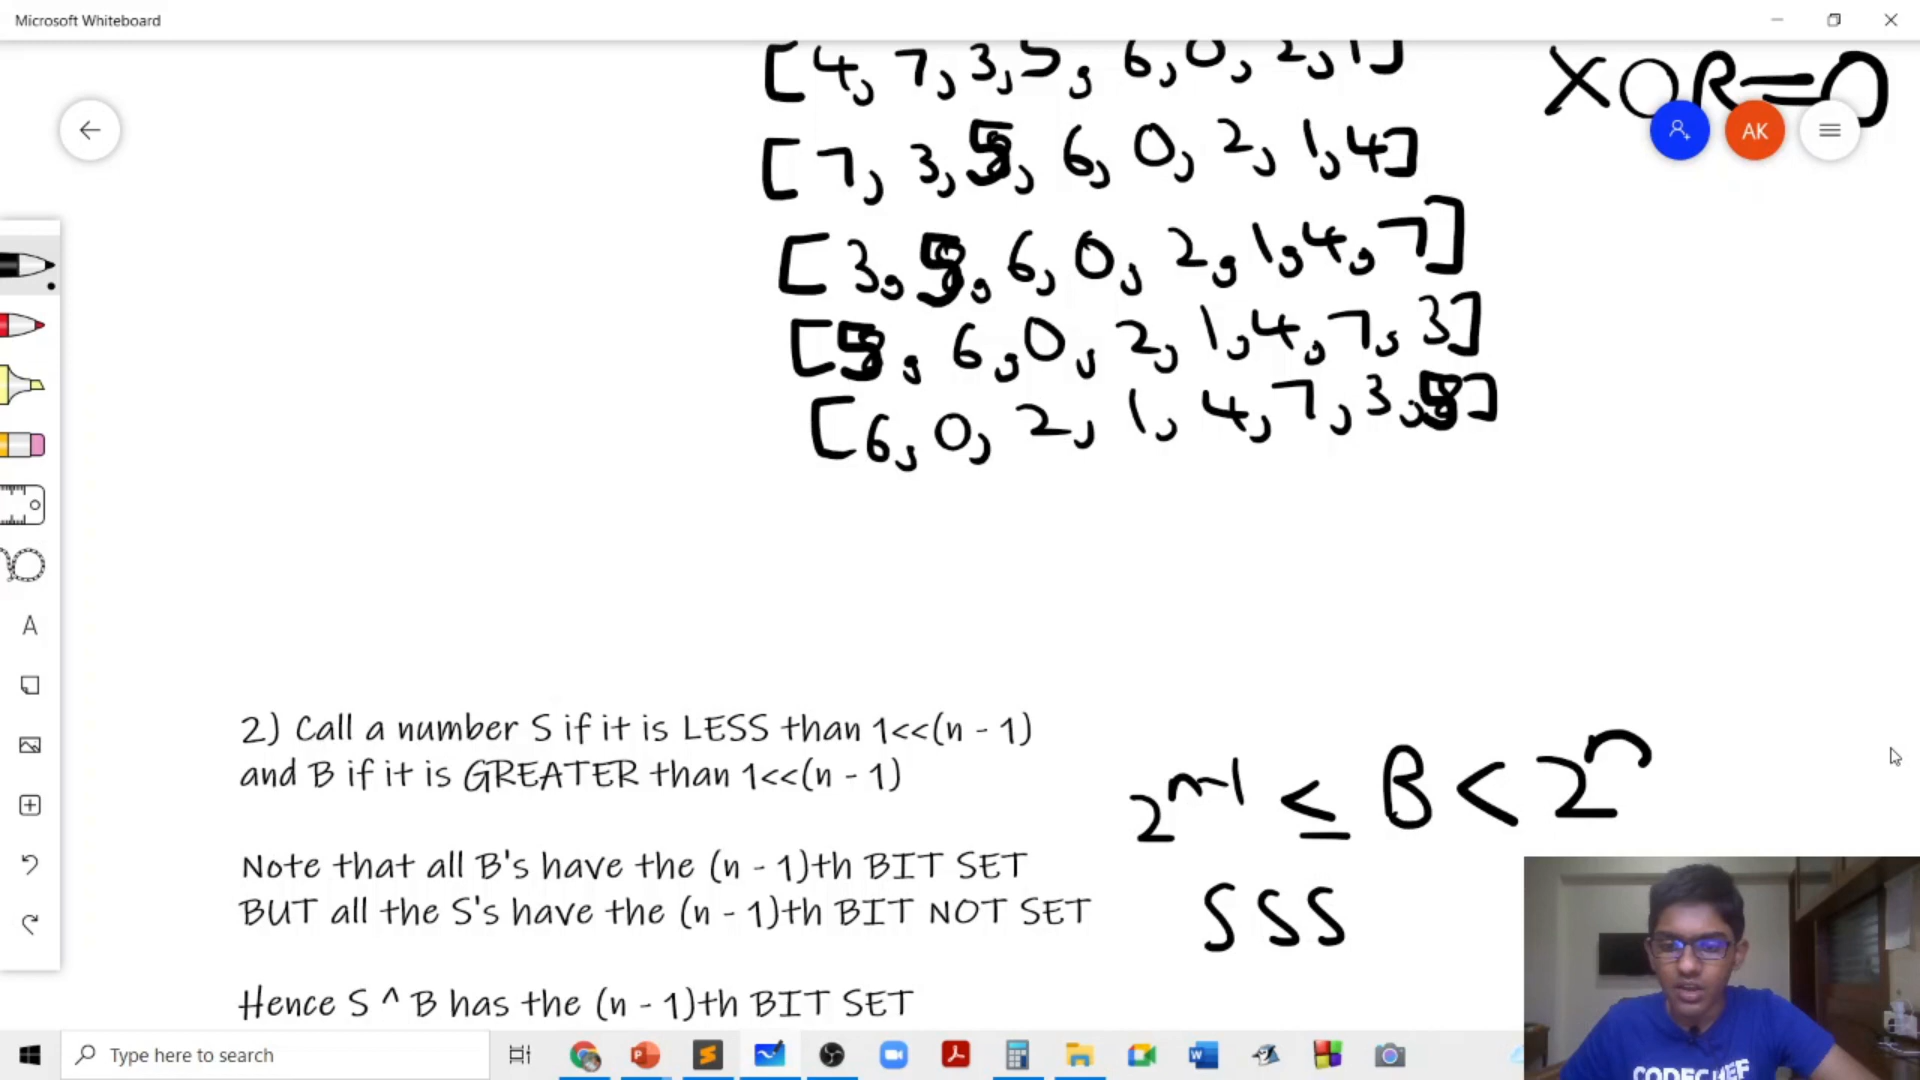 Microsoft Whiteboard
[4, 7, 3, 5, 6, 0, 2, 1]
XOR=0
AK
[7, 3, 5, 6, 0, 2, 1, 4]
[3, 5, 6, 0, 2, 1, 4, 7]
[5, 6, 0, 2, 1, 4, 7, 3]
[6, 0, 2, 1, 4, 7, 3, 5]
2) Call a number S if it is LESS than 1<<(n - 1)
and B if it is GREATER than 1<<(n - 1)
2ⁿ⁻¹ ≤ B < 2ⁿ
Note that all B's have the (n - 1)th BIT SET
BUT all the S's have the (n - 1)th BIT NOT SET
SSS
Hence S ^ B has the (n - 1)th BIT SET
CODECHEF
Type here to search